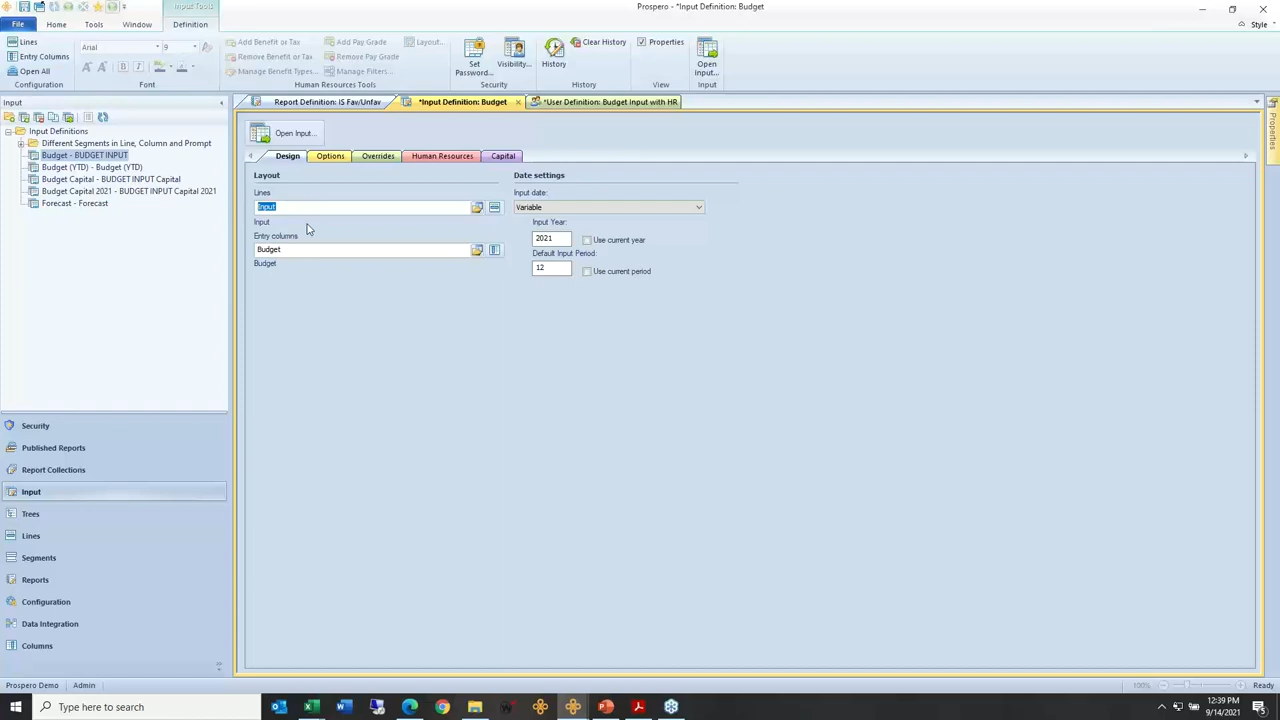 Input Tools
Prospero - *Input Definition: Budget
File
Home
Tools
Window
Definition
Style
Lines
Entry Columns
Open All
Configuration
Arial
9
A
A
B
I
A
Font
Add Benefit or Tax
Remove Benefit or Tax
Manage Benefit Types...
Add Pay Grade
Remove Pay Grade
Manage Filters...
Layout...
Human Resources Tools
Set
Password...
Visibility...
Security
History
Clear History
History
Properties
View
Open
Input...
Input
Input
Input Definitions
Different Segments in Line, Column and Prompt
Budget - BUDGET INPUT
Budget (YTD) - Budget (YTD)
Budget Capital - BUDGET INPUT Capital
Budget Capital 2021 - BUDGET INPUT Capital 2021
Forecast - Forecast
Security
Published Reports
Report Collections
Input
Trees
Lines
Segments
Reports
Configuration
Data Integration
Columns
Report Definition: IS Fav/Unfav
*Input Definition: Budget
*User Definition: Budget Input with HR
Properties
Open Input...
Design
Options
Overrides
Human Resources
Capital
Layout
Lines
Input
Input
Entry columns
Budget
Budget
Date settings
Input date:
Variable
Input Year:
2021
Use current year
Default Input Period:
12
Use current period
Prospero Demo
Admin
100%
Ready
Type here to search
12:39 PM
9/14/2021